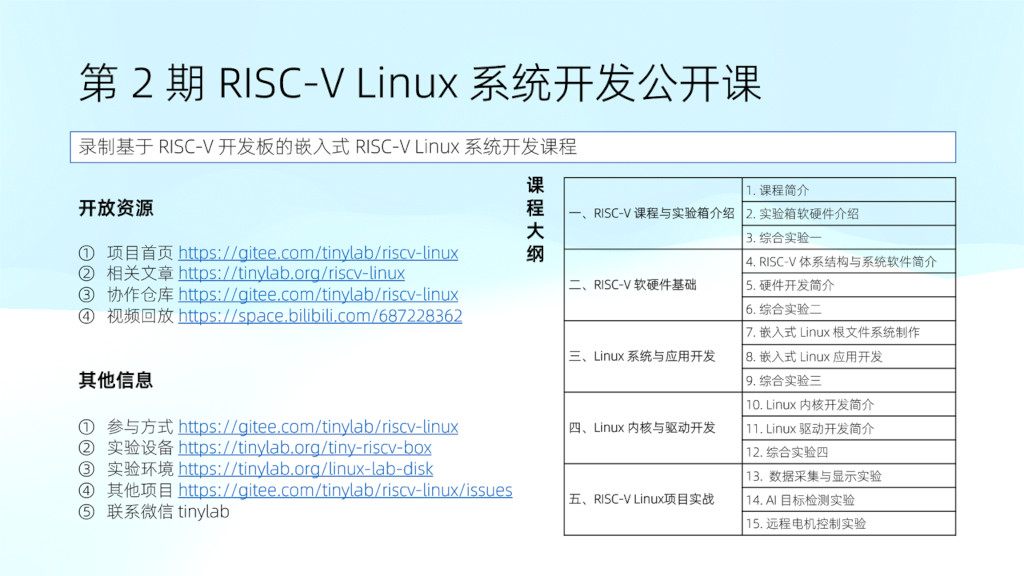 第 2 期 RISC-V Linux 系统开发公开课
录制基于 RISC-V 开发板的嵌入式 RISC-V Linux 系统开发课程
开放资源
① 项目首页 https://gitee.com/tinylab/riscv-linux
② 相关文章 https://tinylab.org/riscv-linux
③ 协作仓库 https://gitee.com/tinylab/riscv-linux
④ 视频回放 https://space.bilibili.com/687228362
其他信息
① 参与方式 https://gitee.com/tinylab/riscv-linux
② 实验设备 https://tinylab.org/tiny-riscv-box
③ 实验环境 https://tinylab.org/linux-lab-disk
④ 其他项目 https://gitee.com/tinylab/riscv-linux/issues
⑤ 联系微信 tinylab
课
程
大
纲
一、RISC-V 课程与实验箱介绍
1. 课程简介
2. 实验箱软硬件介绍
3. 综合实验一
二、RISC-V 软硬件基础
4. RISC-V 体系结构与系统软件简介
5. 硬件开发简介
6. 综合实验二
三、Linux 系统与应用开发
7. 嵌入式 Linux 根文件系统制作
8. 嵌入式 Linux 应用开发
9. 综合实验三
四、Linux 内核与驱动开发
10. Linux 内核开发简介
11. Linux 驱动开发简介
12. 综合实验四
五、RISC-V Linux项目实战
13. 数据采集与显示实验
14. AI 目标检测实验
15. 远程电机控制实验